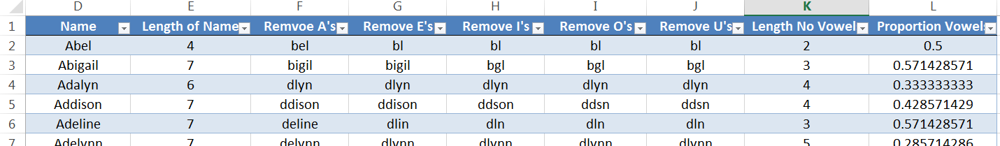 D E F G H I J K L
1 Name Length of Name Remvoe A's Remove E's Remove I's Remove O's Remove U's Length No Vowel Proportion Vowels
2 Abel 4 bel bl bl bl bl 2 0.5
3 Abigail 7 bigil bigil bgl bgl bgl 3 0.571428571
4 Adalyn 6 dlyn dlyn dlyn dlyn dlyn 4 0.333333333
5 Addison 7 ddison ddison ddson ddsn ddsn 4 0.428571429
6 Adeline 7 deline dlin dln dln dln 3 0.571428571
7 Adelynn 7 delynn dlynn dlynn dlynn dlynn 5 0.285714286